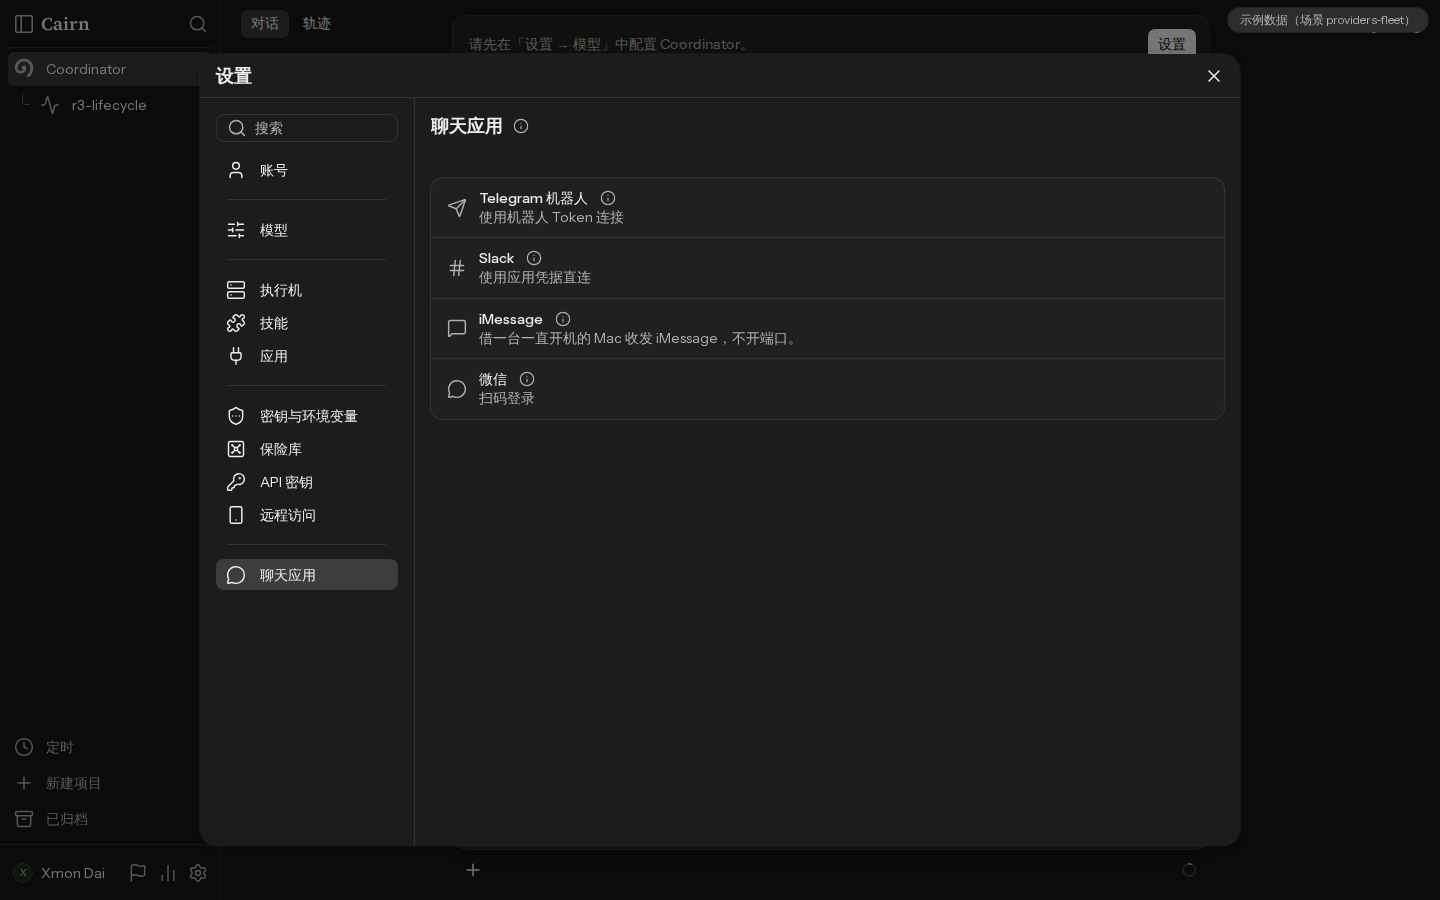 Cairn
对话
轨迹
示例数据（场景 providers-fleet）
请先在「设置 → 模型」中配置 Coordinator。
设置
Coordinator
r3-lifecycle
设置
搜索
账号
模型
执行机
技能
应用
密钥与环境变量
保险库
API 密钥
远程访问
聊天应用
聊天应用
Telegram 机器人
使用机器人 Token 连接
Slack
使用应用凭据直连
iMessage
借一台一直开机的 Mac 收发 iMessage，不开端口。
微信
扫码登录
定时
新建项目
已归档
X
Xmon Dai